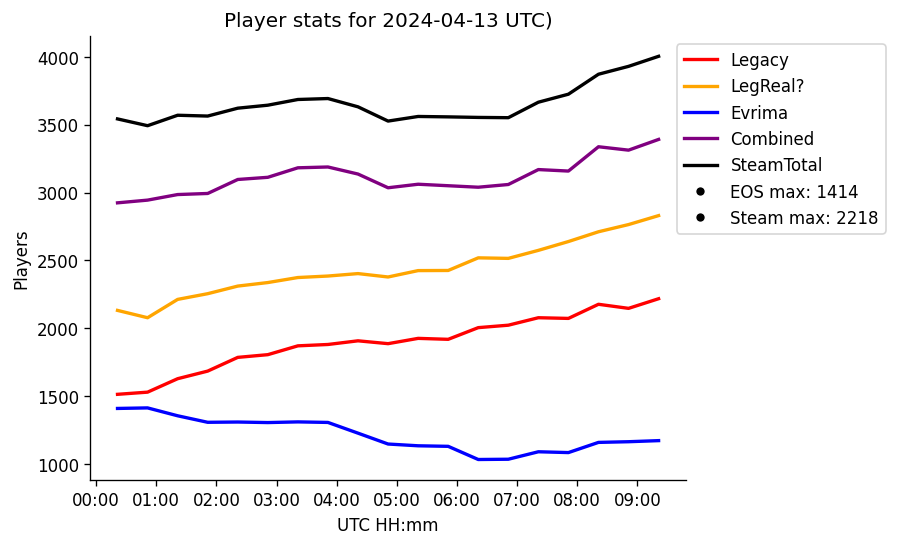 Player stats for 2024-04-13 UTC)
4000
3500
3000
2500
2000
1500
1000
Players
00:00 01:00 02:00 03:00 04:00 05:00 06:00 07:00 08:00 09:00
UTC HH:mm
Legacy
LegReal?
Evrima
Combined
SteamTotal
EOS max: 1414
Steam max: 2218